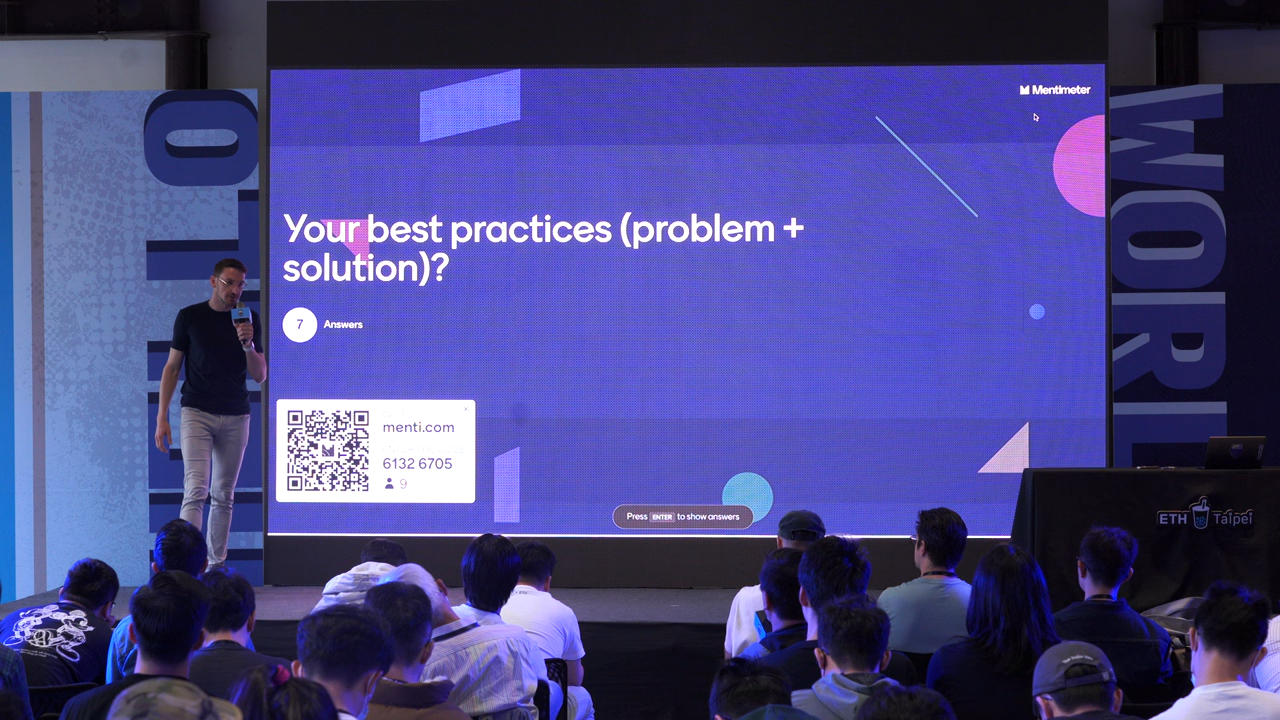 Mentimeter
Your best practices (problem +
solution)?
7 Answers
menti.com
6132 6705
9
Press ENTER to show answers
WORL
ETH Taipei